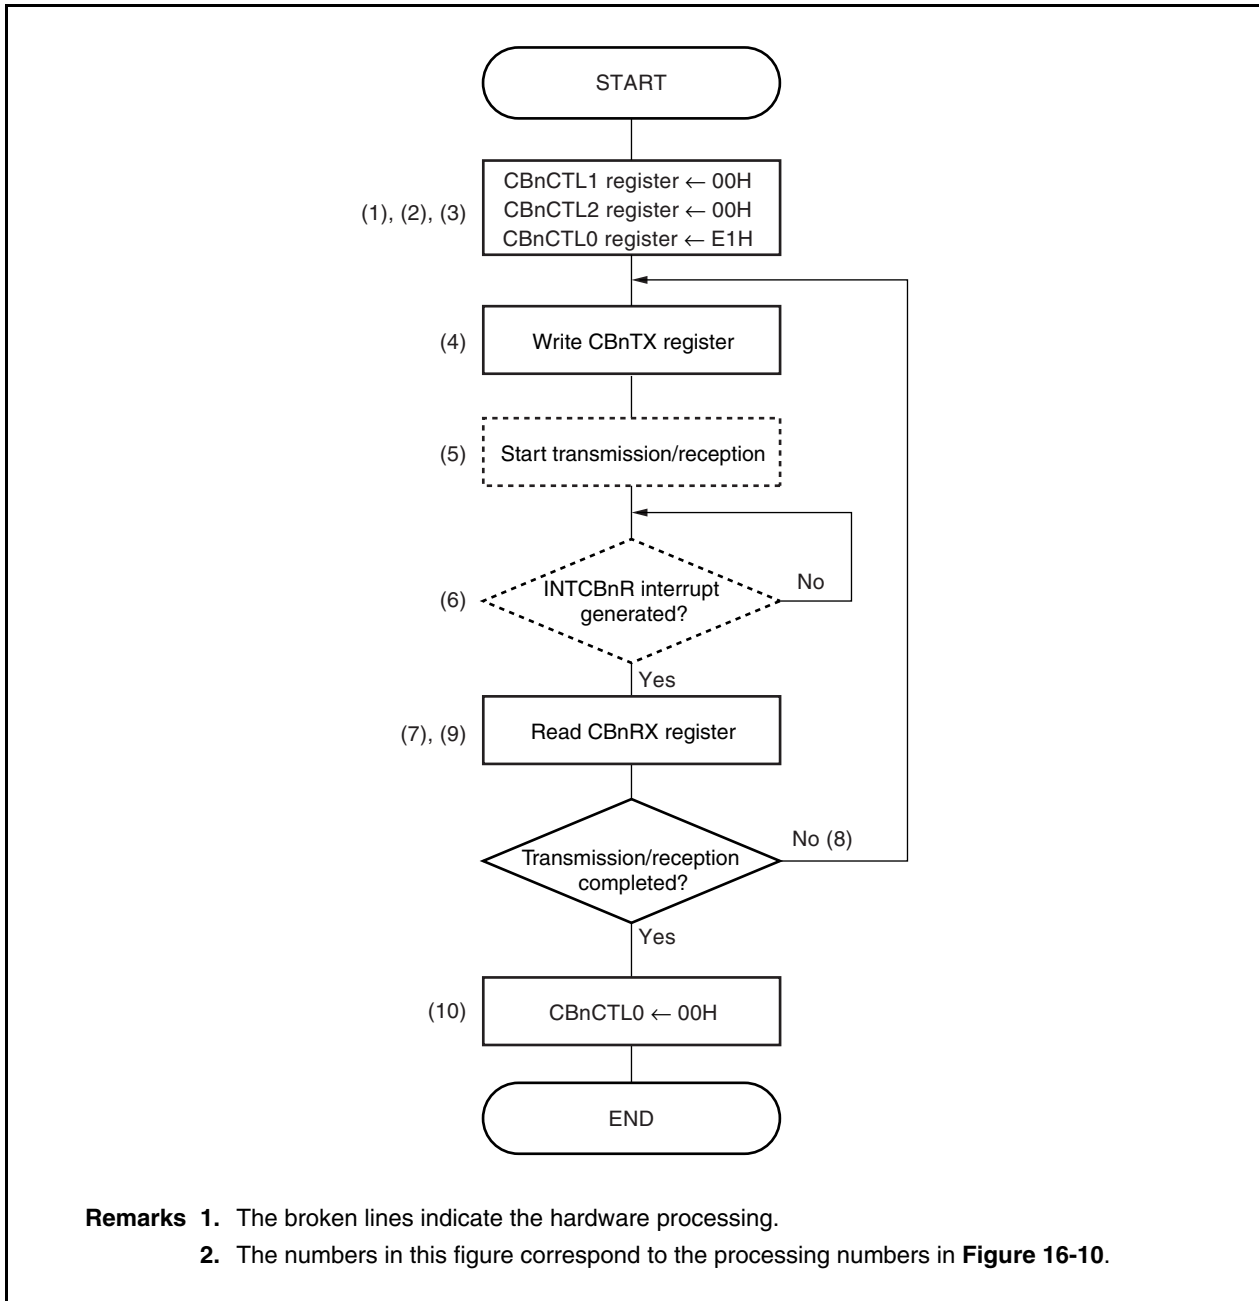 START
CBnCTL1 register ← 00H
CBnCTL2 register ← 00H
(1), (2), (3)
CBnCTL0 register ← E1H
(4)
Write CBnTX register
(5)
Start transmission/reception
INTCBnR interrupt
generated?
No
(6)
Yes
(7), (9)
Read CBnRX register
No (8)
Transmission/reception
completed?
Yes
(10)
CBnCTL0 ← 00H
END
Remarks 1. The broken lines indicate the hardware processing.
2. The numbers in this figure correspond to the processing numbers in Figure 16-10.